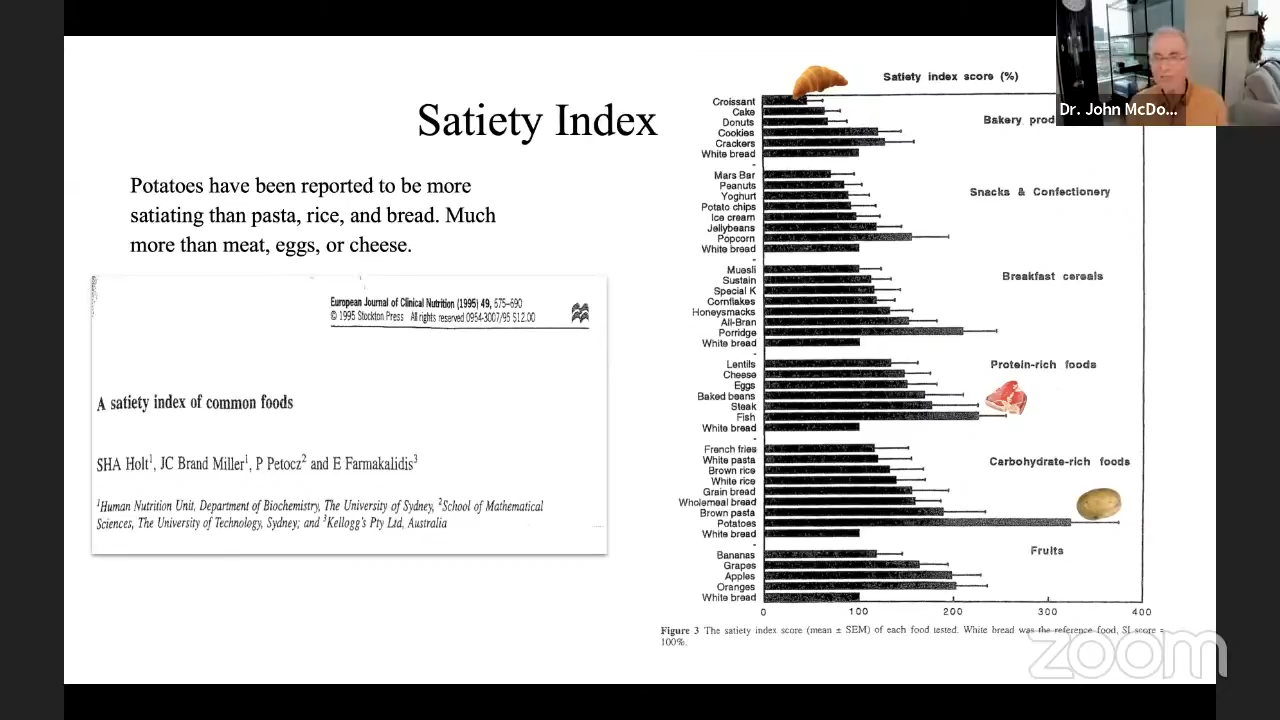 Satiety Index
Potatoes have been reported to be more
satiating than pasta, rice, and bread. Much
more than meat, eggs, or cheese.
European Journal of Clinical Nutrition (1995) 49, 675–690
© 1995 Stockton Press All rights reserved 0954-3007/95 $12.00
A satiety index of common foods
SHA Holt¹, JC Brand Miller¹, P Petocz² and E Farmakalidis³
¹Human Nutrition Unit, Department of Biochemistry, The University of Sydney, ²School of Mathematical
Sciences, The University of Technology, Sydney, and ³Kellogg's Pty Ltd, Australia
Satiety index score (%)
Croissant
Cake
Donuts
Cookies
Crackers
White bread
Bakery prod
-
Mars Bar
Peanuts
Yoghurt
Potato chips
Ice cream
Jellybeans
Popcorn
White bread
Snacks & Confectionery
-
Muesli
Sustain
Special K
Cornflakes
Honeysmacks
All-Bran
Porridge
White bread
Breakfast cereals
-
Lentils
Cheese
Eggs
Baked beans
Steak
Fish
White bread
Protein-rich foods
-
French fries
White pasta
Brown rice
White rice
Grain bread
Wholemeal bread
Brown pasta
Potatoes
White bread
Carbohydrate-rich foods
-
Bananas
Grapes
Apples
Oranges
White bread
Fruits
0 100 200 300 400
Figure 3 The satiety index score (mean ± SEM) of each food tested. White bread was the reference food, SI score =
100%.
Dr. John McDo...
zoom